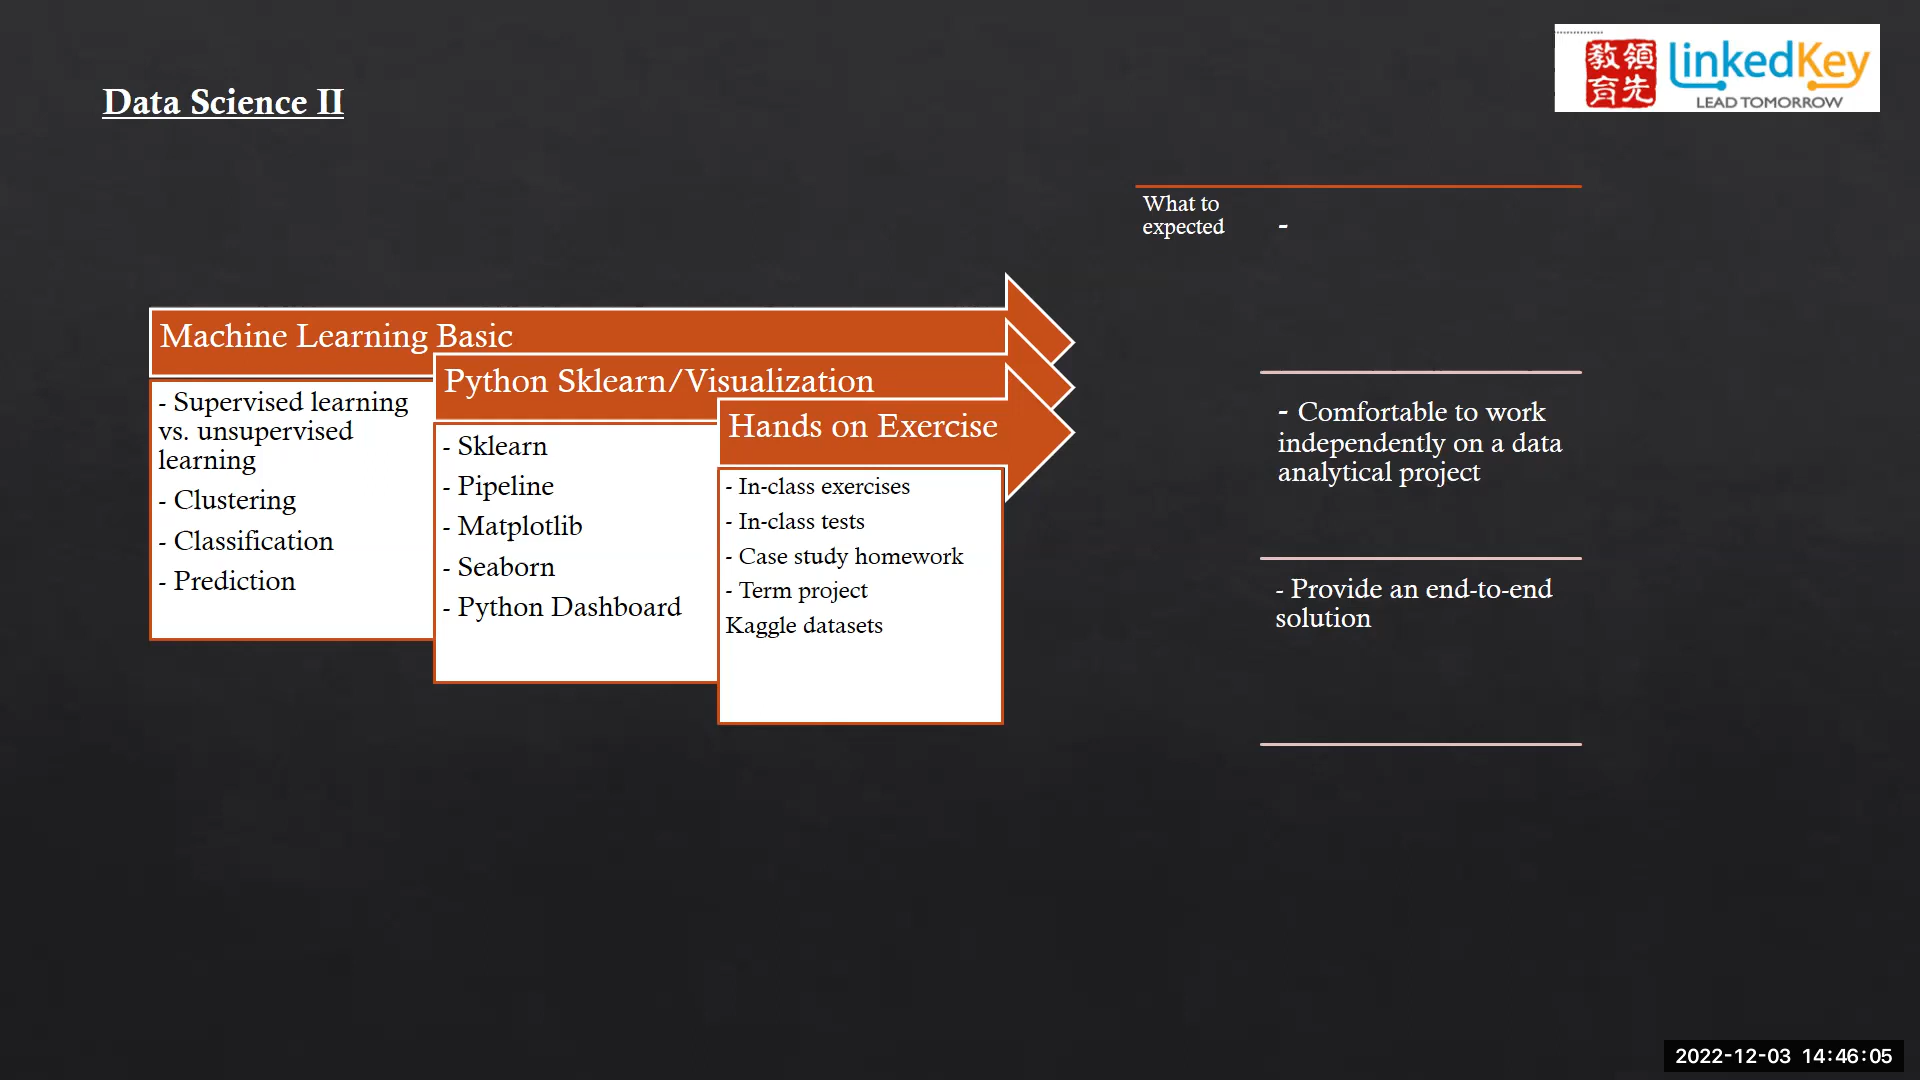 Data Science II
教領
育先
LinkedKey
LEAD TOMORROW
What to
expected
-
Machine Learning Basic
- Supervised learning
vs. unsupervised
learning
- Clustering
- Classification
- Prediction
Python Sklearn/Visualization
- Sklearn
- Pipeline
- Matplotlib
- Seaborn
- Python Dashboard
Hands on Exercise
- In-class exercises
- In-class tests
- Case study homework
- Term project
Kaggle datasets
- Comfortable to work
independently on a data
analytical project
- Provide an end-to-end
solution
2022-12-03 14:46:05